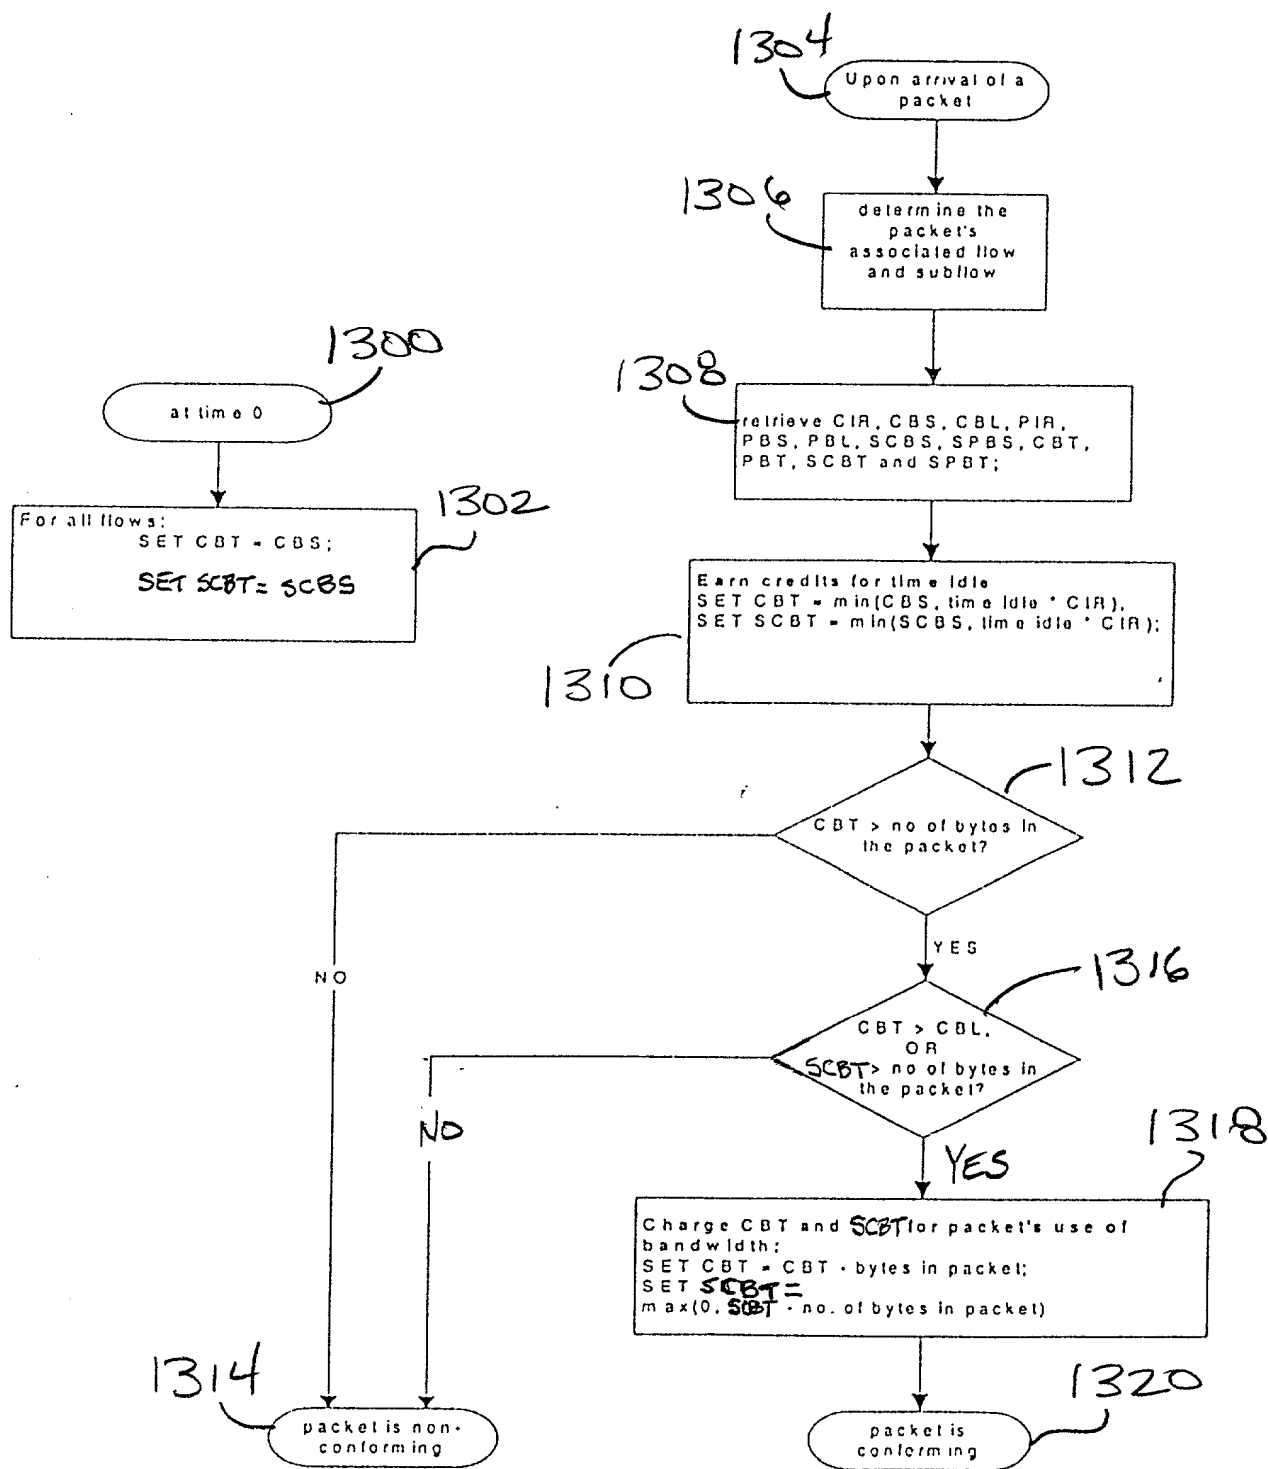 1304
Upon arrival of a
packet
1306
determine the
packet's
associated flow
and subflow
1300
at time 0
1308
retrieve CIR, CBS, CBL, PIR,
PBS, PBL, SCBS, SPBS, CBT,
PBT, SCBT and SPBT;
1302
For all flows:
SET CBT = CBS;
SET SCBT = SCBS
Earn credits for time idle
SET CBT = min(CBS, time idle * CIR),
SET SCBT = min(SCBS, time idle * CIR);
1310
1312
CBT > no of bytes in
the packet?
YES
NO
1316
CBT > CBL,
OR
SCBT > no of bytes in
the packet?
NO
YES
1318
Charge CBT and SCBT for packet's use of
bandwidth:
SET CBT = CBT - bytes in packet;
SET SCBT =
max(0, SCBT - no. of bytes in packet)
1314
packet is non-
conforming
1320
packet is
conforming